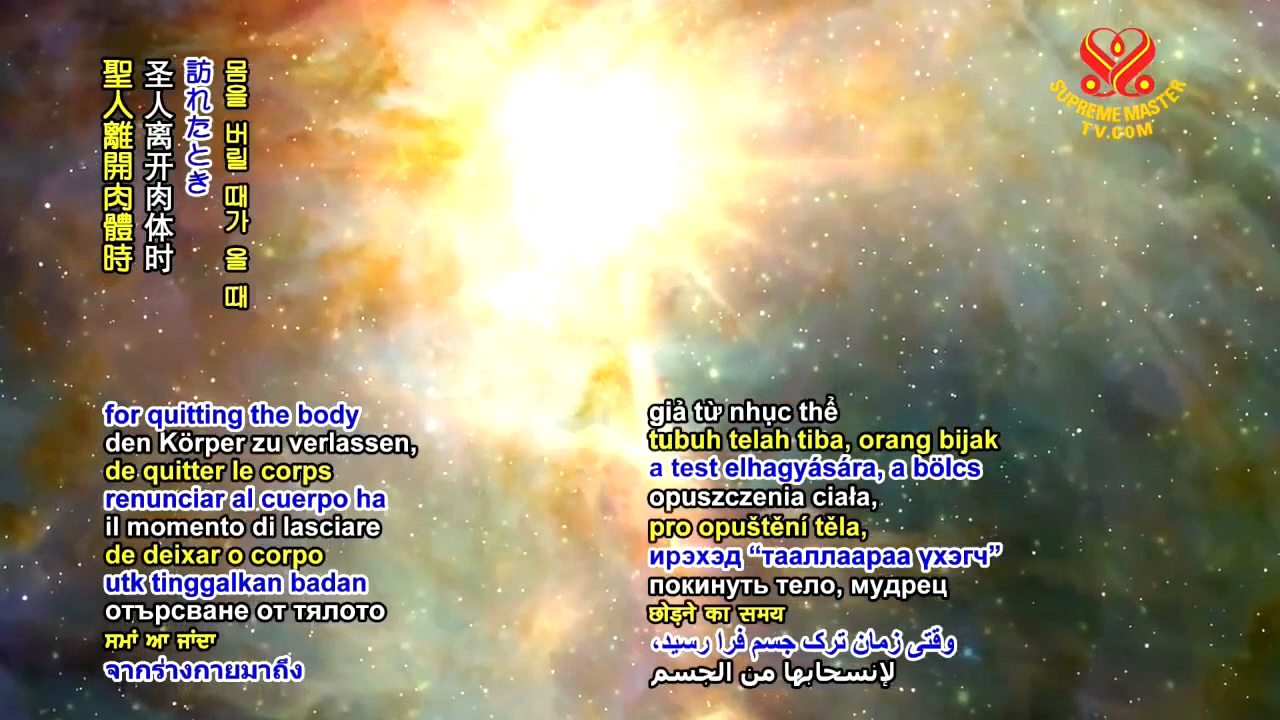 聖人離開肉體時
圣人离开肉体时
訪れたとき
몸을 버릴 때가 올 때
SUPREME MASTER
TV.COM
for quitting the body
den Körper zu verlassen,
de quitter le corps
renunciar al cuerpo ha
il momento di lasciare
de deixar o corpo
utk tinggalkan badan
отърсване от тялото
ਸਮਾਂ ਆ ਜਾਂਦਾ
จากร่างกายมาถึง
giả từ nhục thể
tubuh telah tiba, orang bijak
a test elhagyására, a bölcs
opuszczenia ciała,
pro opuštění těla,
ирэхэд “тааллаараа үхэгч”
покинуть тело, мудрец
छोड़ने का समय
وقتی زمان ترک جسم فرا رسید،
لإنسحابها من الجسم